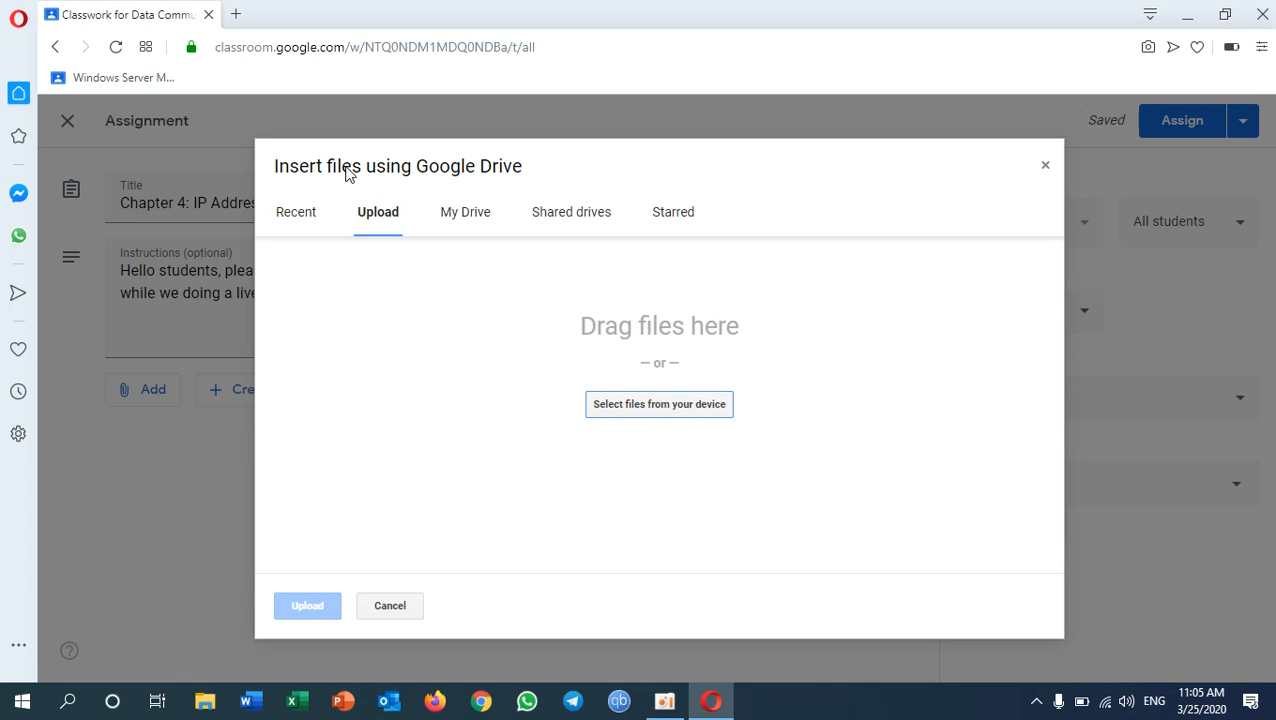 Classwork for Data Commu
classroom.google.com/w/NTQ0NDM1MDQ0NDBa/t/all
Windows Server M...
Assignment
Saved
Assign
Insert files using Google Drive
Recent
Upload
My Drive
Shared drives
Starred
Title
Chapter 4: IP Addres
All students
Instructions (optional)
Hello students, plea
while we doing a live
Drag files here
– or –
Select files from your device
Add
Cre
Upload
Cancel
ENG
11:05 AM
3/25/2020